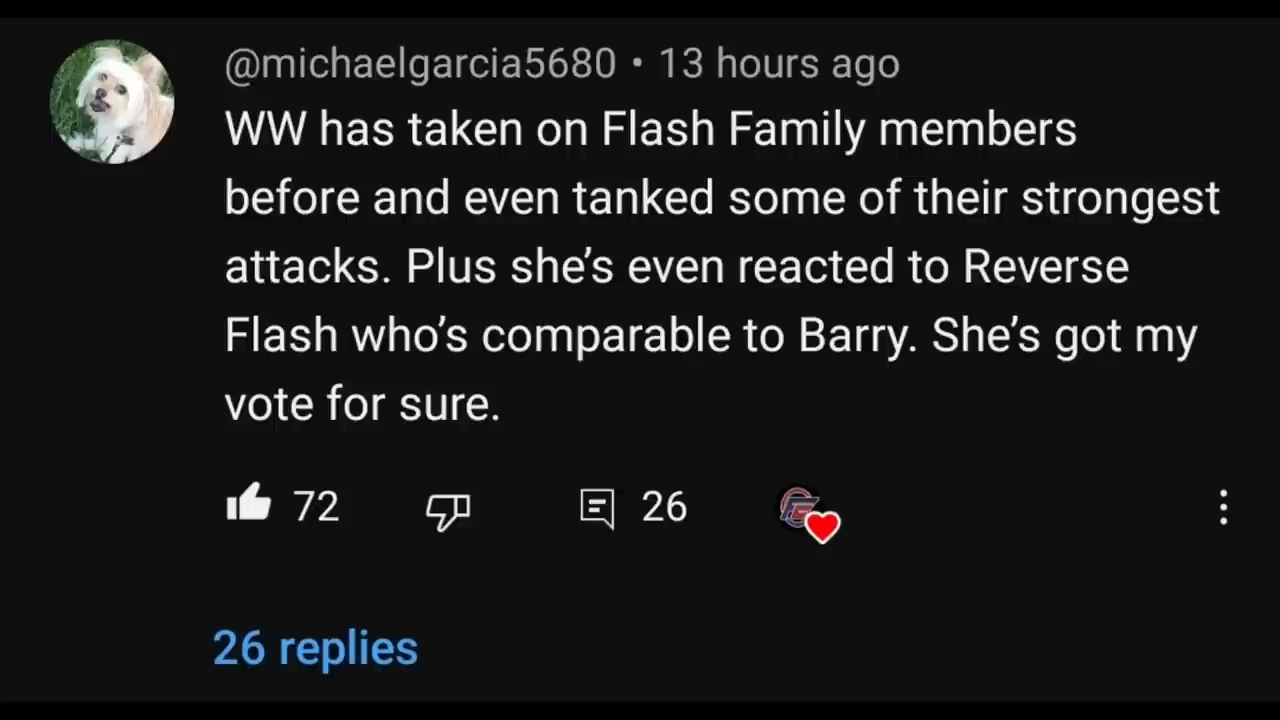 @michaelgarcia5680 • 13 hours ago
WW has taken on Flash Family members
before and even tanked some of their strongest
attacks. Plus she’s even reacted to Reverse
Flash who’s comparable to Barry. She’s got my
vote for sure.
72 26
26 replies